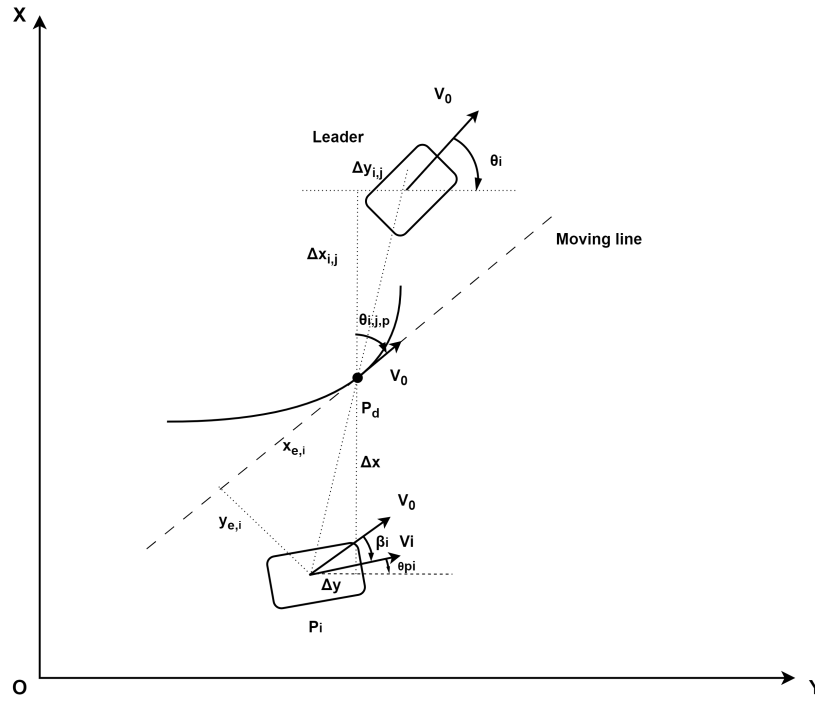 X
V0
Leader
θi
Δyi,j
Moving line
Δxi,j
θi,j,p
V0
Pd
xe,i
Δx
V0
ye,i
βi
Vi
θpi
Δy
Pi
O
Y